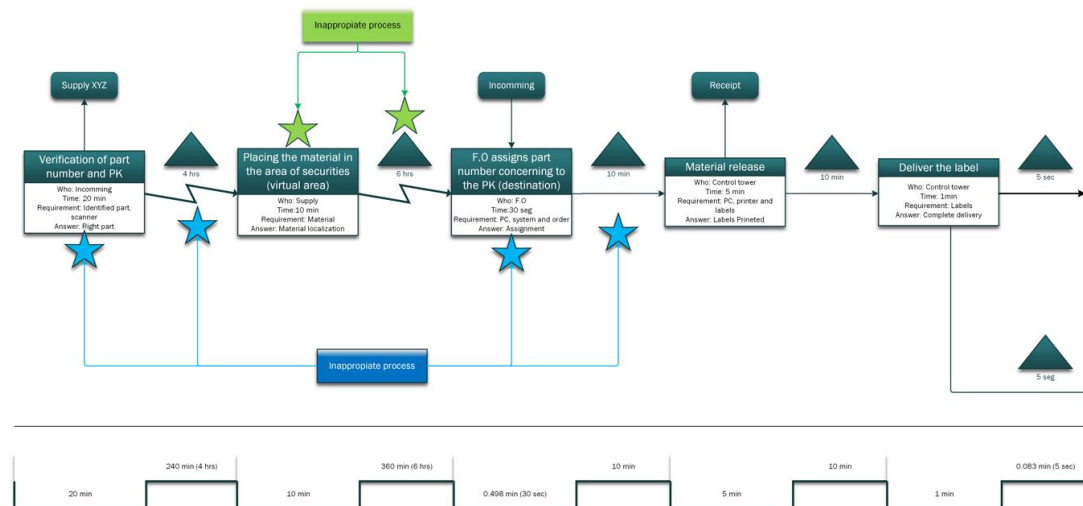 Inappropiate process
Supply XYZ
Incomming
Receipt
Verification of part
number and PK
Who: Incomming
Time: 20 min
Requirement: Identified part,
scanner
Answer: Right part
4 hrs
Placing the material in
the area of securities
(virtual area)
Who: Supply
Time:10 min
Requirement: Material
Answer: Material localization
6 hrs
F.O assigns part
number concerning to
the PK (destination)
Who: F.O
Time:30 seg
Requirement: PC, system and order
Answer: Assignment
10 min
Material release
Who: Control tower
Time: 5 min
Requirement: PC, printer and
labels
Answer: Labels Prineted
10 min
Deliver the label
Who: Control tower
Time: 1min
Requirement: Labels
Answer: Complete delivery
5 sec
Inappropiate process
5 seg
240 min (4 hrs)
360 min (6 hrs)
10 min
10 min
0.083 min (5 sec)
20 min
10 min
0.498 min (30 sec)
5 min
1 min